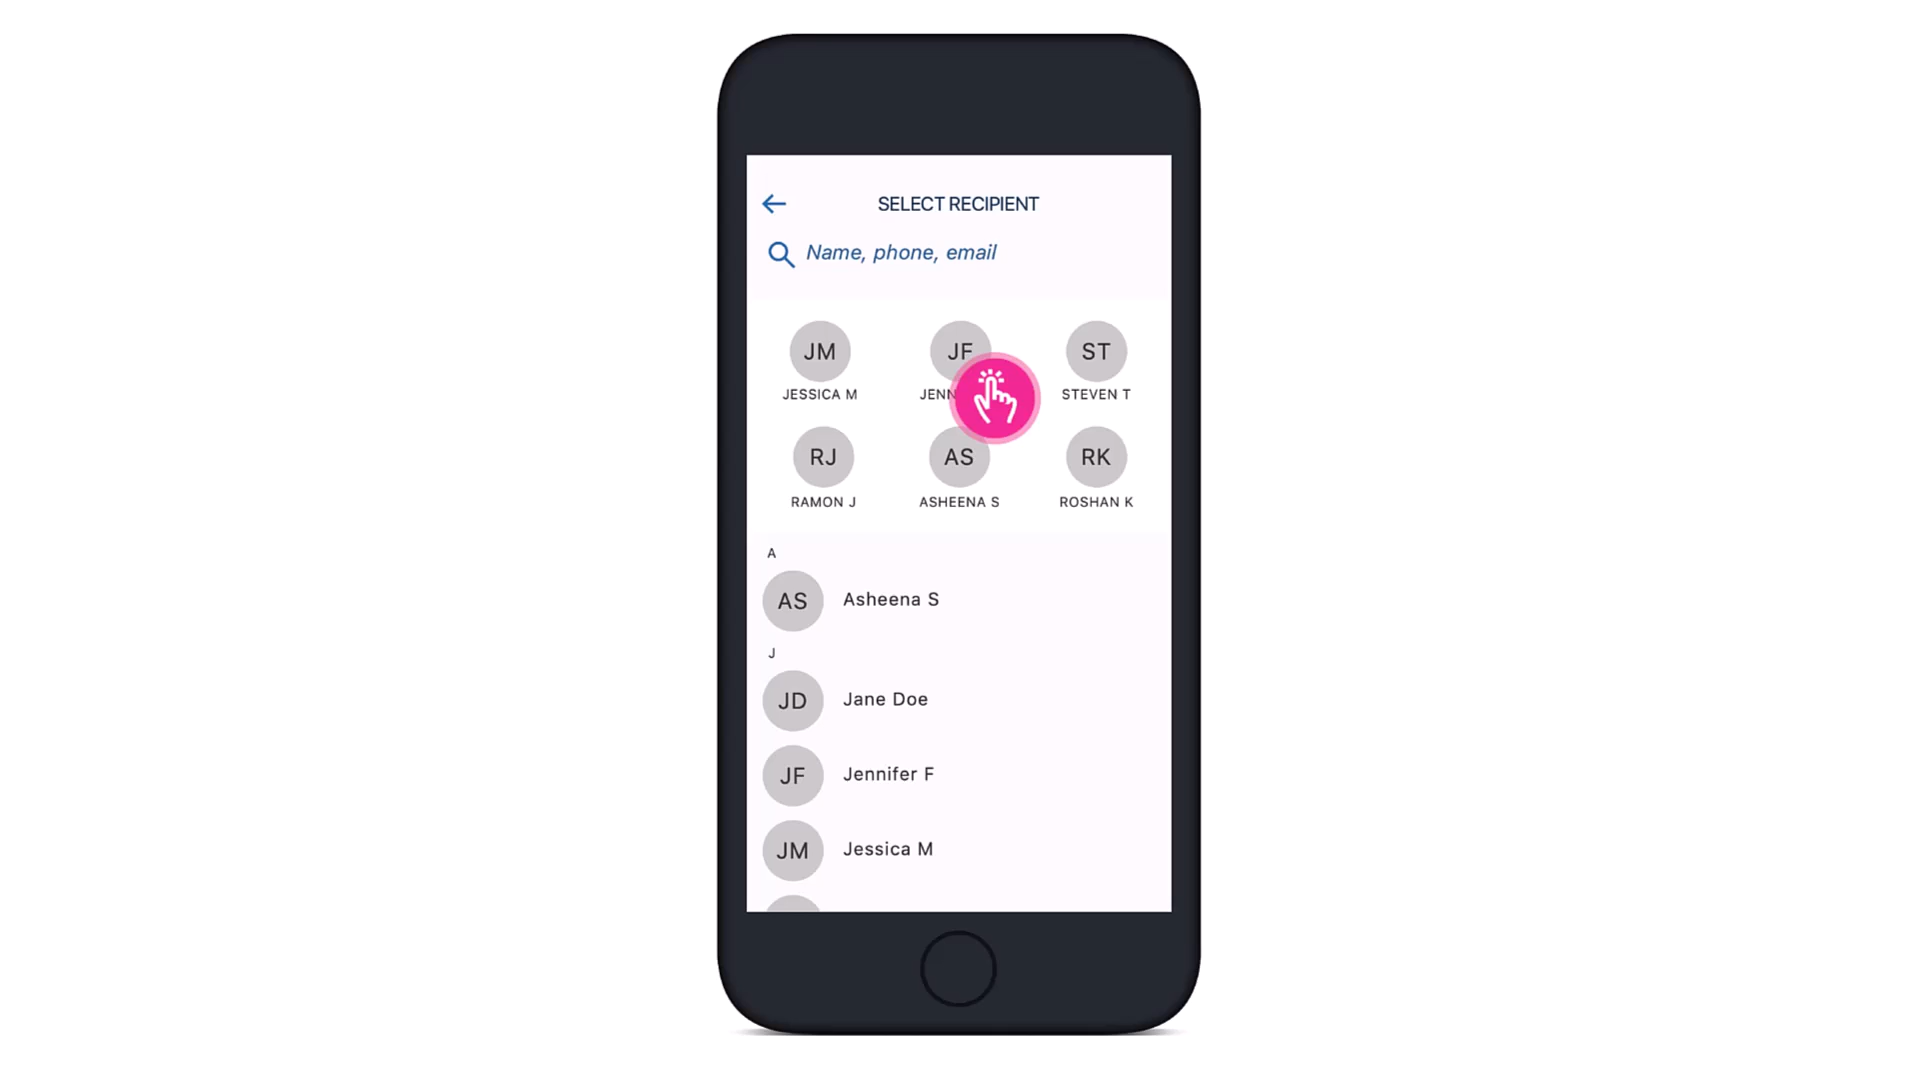 SELECT RECIPIENT
Name, phone, email
JM JF ST
JESSICA M STEVEN T
RJ AS RK
RAMON J ASHEENA S ROSHAN K
A
AS Asheena S
J
JD Jane Doe
JF Jennifer F
JM Jessica M